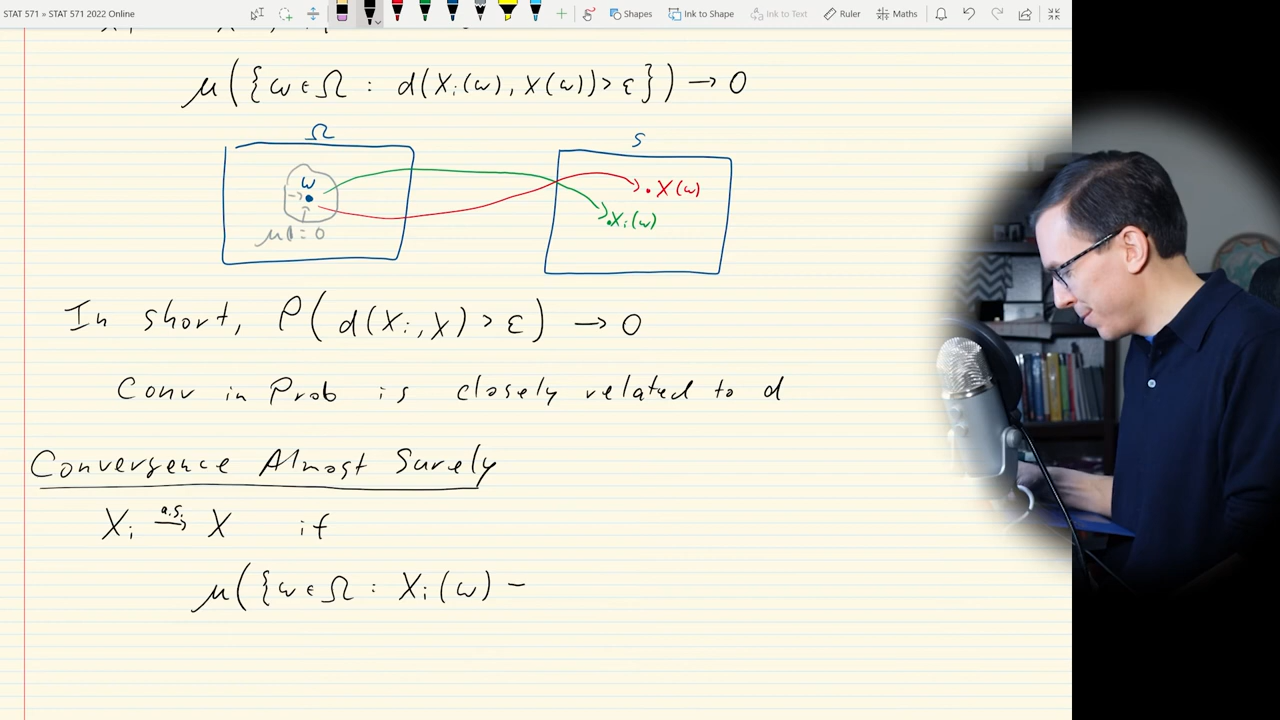 STAT 571 » STAT 571 2022 Online
Shapes Ink to Shape Ink to Text Ruler Maths
μ({ω ∈ Ω : d(Xᵢ(ω), X(ω)) > ε}) → 0
Ω S
ω
X(ω)
Xᵢ(ω)
In short, P(d(Xᵢ, X) > ε) → 0
Conv in Prob is closely related to d
Convergence Almost Surely
Xᵢ a.s.→ X if
μ({ω ∈ Ω : Xᵢ(ω) −